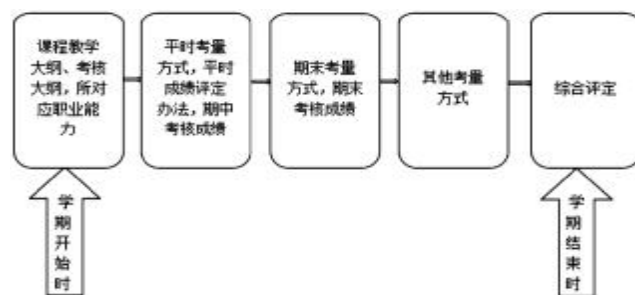 课程教学
大纲、考核
大纲，所对
应职业能
力
平时考量
方式，平时
成绩评定
办法，期中
考核成绩
期末考量
方式，期末
考核成绩
其他考量
方式
综合评定
学
期
开
始
时
学
期
结
束
时